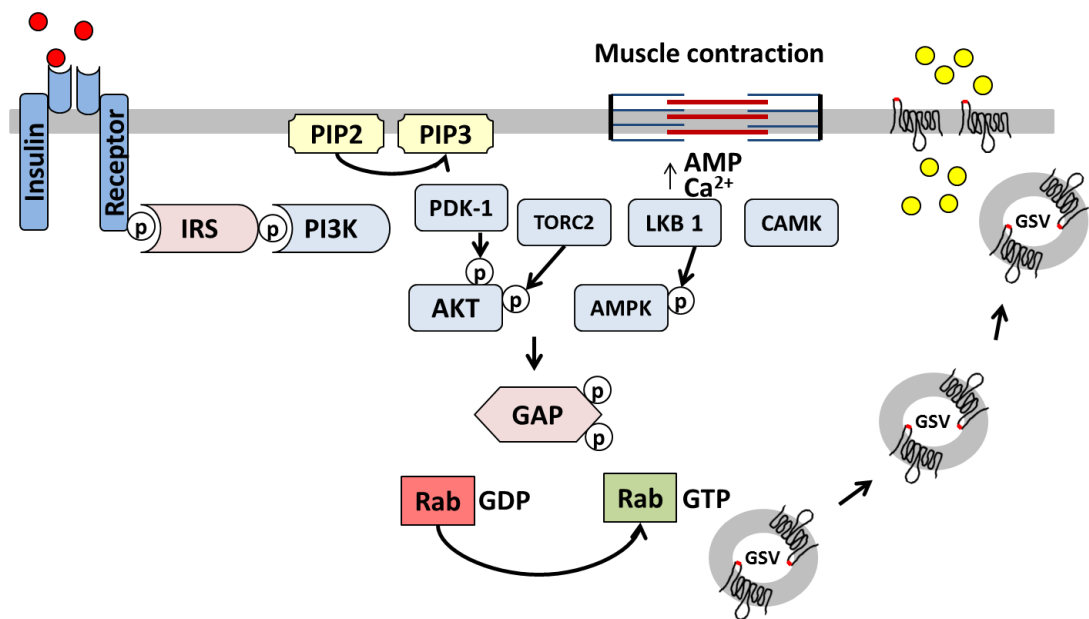 Muscle contraction
Insulin
Receptor
PIP2
PIP3
↑ AMP
Ca²⁺
PDK-1
TORC2
LKB 1
CAMK
GSV
p
IRS
p
PI3K
p
AKT
p
AMPK
p
GAP
p
p
GSV
Rab GDP
Rab GTP
GSV